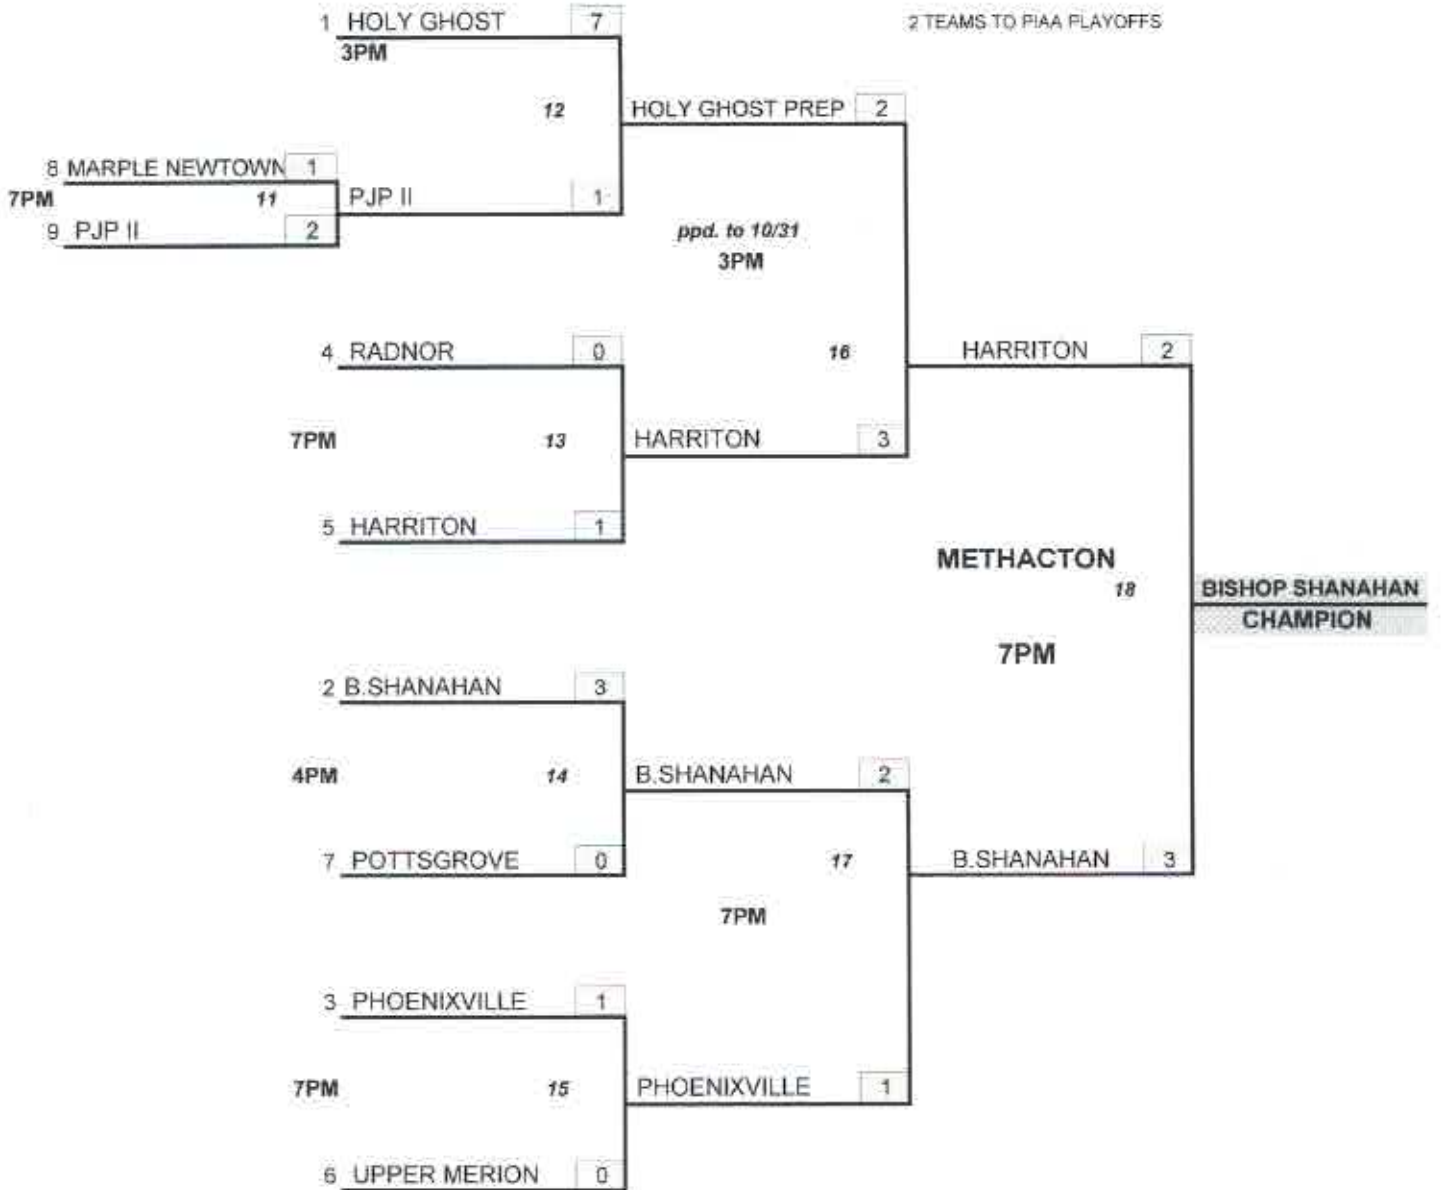 1 HOLY GHOST 7
2 TEAMS TO PIAA PLAYOFFS
3PM
12
HOLY GHOST PREP 2
8 MARPLE NEWTOWN 1
7PM
11
PJP II 1
9 PJP II 2
ppd. to 10/31
3PM
4 RADNOR 0
16
HARRITON 2
7PM
13
HARRITON 3
5 HARRITON 1
METHACTON
18
BISHOP SHANAHAN
CHAMPION
7PM
2 B.SHANAHAN 3
4PM
14
B.SHANAHAN 2
7 POTTSGROVE 0
17
B.SHANAHAN 3
7PM
3 PHOENIXVILLE 1
7PM
15
PHOENIXVILLE 1
6 UPPER MERION 0